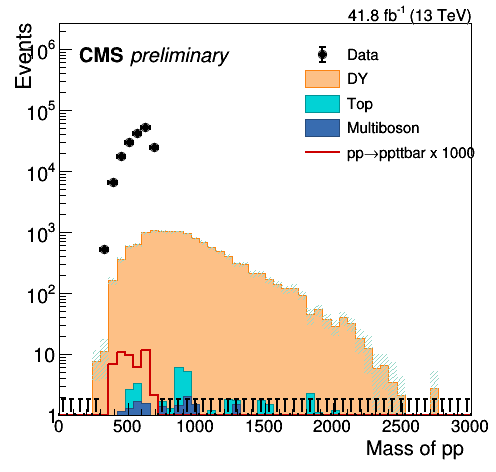 41.8 fb⁻¹ (13 TeV)
Events
CMS preliminary
Data
DY
Top
Multiboson
pp→ppttbar x 1000
10⁶
10⁵
10⁴
10³
10²
10
1
0 500 1000 1500 2000 2500 3000
Mass of pp